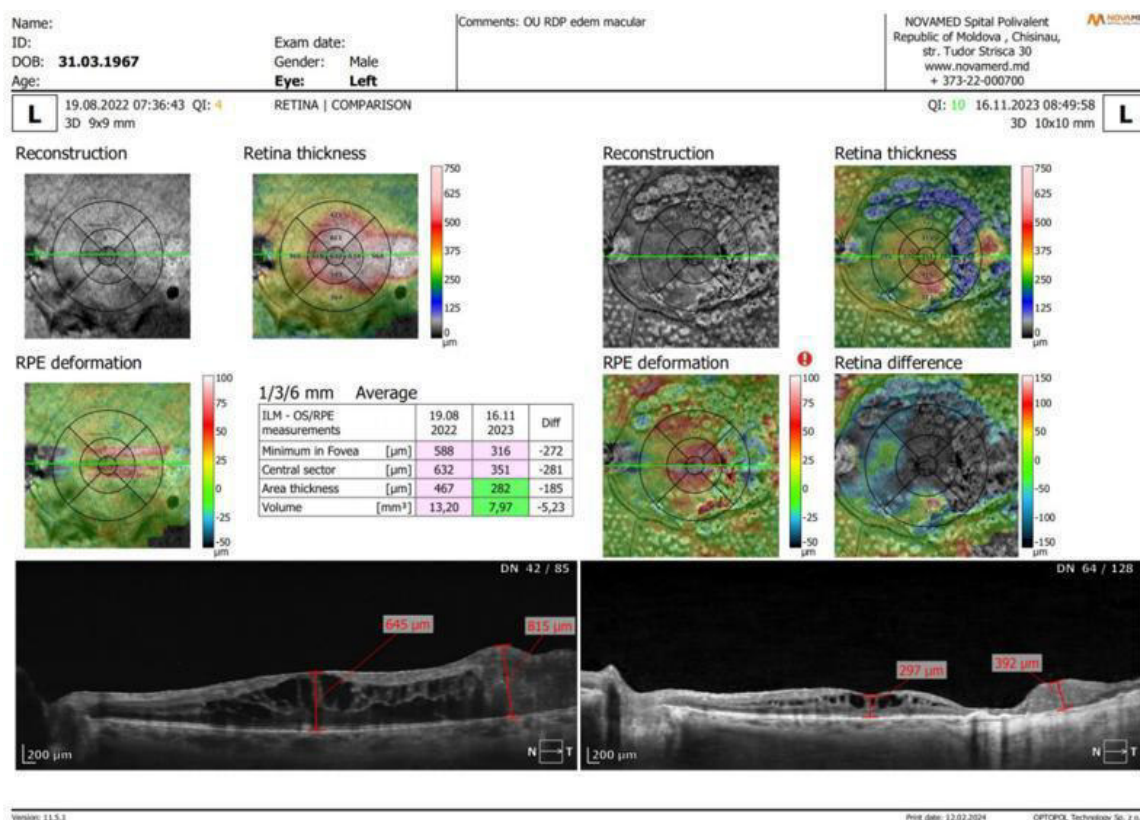 Name:
ID:
DOB: 31.03.1967
Age:
Exam date:
Gender: Male
Eye: Left
Comments: OU RDP edem macular
NOVAMED Spital Polivalent
Republic of Moldova , Chisinau,
str. Tudor Strisca 30
www.novamerd.md
+ 373-22-000700
NOVAMED
L
19.08.2022 07:36:43 QI: 4
3D 9x9 mm
RETINA | COMPARISON
QI: 10 16.11.2023 08:49:58
3D 10x10 mm
L
Reconstruction
Retina thickness
750
625
500
375
250
125
0
µm
Reconstruction
Retina thickness
750
625
500
375
250
125
0
µm
RPE deformation
100
75
50
25
0
-25
-50
µm
1/3/6 mm Average
ILM - OS/RPE measurements 19.08 2022 16.11 2023 Diff
Minimum in Fovea [µm] 588 316 -272
Central sector [µm] 632 351 -281
Area thickness [µm] 467 282 -185
Volume [mm³] 13,20 7,97 -5,23
RPE deformation
100
75
50
25
0
-25
-50
µm
Retina difference
150
100
50
0
-50
-100
-150
µm
DN 42 / 85
645 µm
815 µm
200 µm
N T
DN 64 / 128
297 µm
392 µm
200 µm
N T
Version: 11.5.1
Print date: 12.02.2024
OPTOPOL Technology Sp. z o.